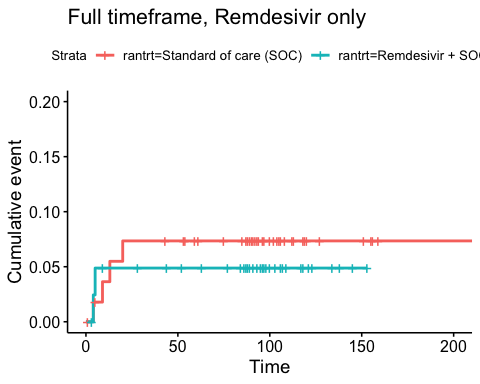 Full timeframe, Remdesivir only
Strata rantrt=Standard of care (SOC) rantrt=Remdesivir + SO
Cumulative event
0.20
0.15
0.10
0.05
0.00
0 50 100 150 200
Time